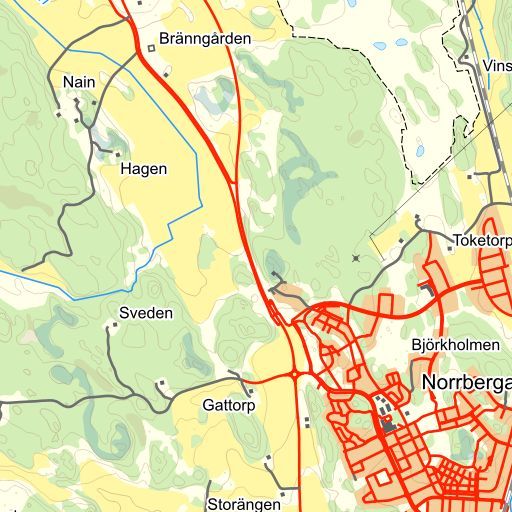 Bränngården
Vins
Nain
Hagen
Toketorp
Sveden
Björkholmen
Norrberga
Gattorp
Storängen